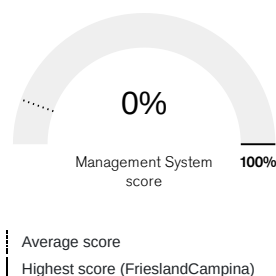 0%
Management System
score
100%
Average score
Highest score (FrieslandCampina)